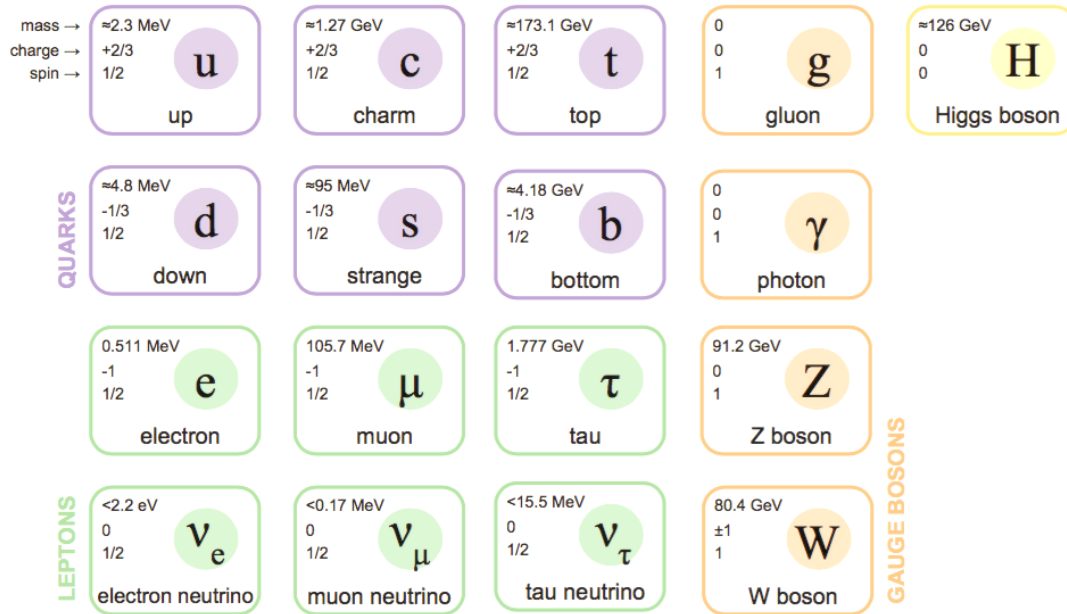 mass →
charge →
spin →
≈2.3 MeV
+2/3
1/2
u
up
≈1.27 GeV
+2/3
1/2
c
charm
≈173.1 GeV
+2/3
1/2
t
top
0
0
1
g
gluon
≈126 GeV
0
0
H
Higgs boson
QUARKS
≈4.8 MeV
-1/3
1/2
d
down
≈95 MeV
-1/3
1/2
s
strange
≈4.18 GeV
-1/3
1/2
b
bottom
0
0
1
γ
photon
0.511 MeV
-1
1/2
e
electron
105.7 MeV
-1
1/2
μ
muon
1.777 GeV
-1
1/2
τ
tau
91.2 GeV
0
1
Z
Z boson
GAUGE BOSONS
LEPTONS
<2.2 eV
0
1/2
νe
electron neutrino
<0.17 MeV
0
1/2
νμ
muon neutrino
<15.5 MeV
0
1/2
ντ
tau neutrino
80.4 GeV
±1
1
W
W boson